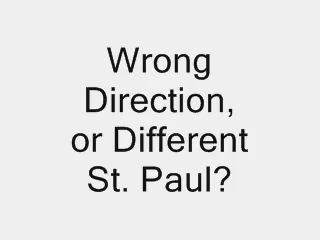 Wrong
Direction,
or Different
St. Paul?